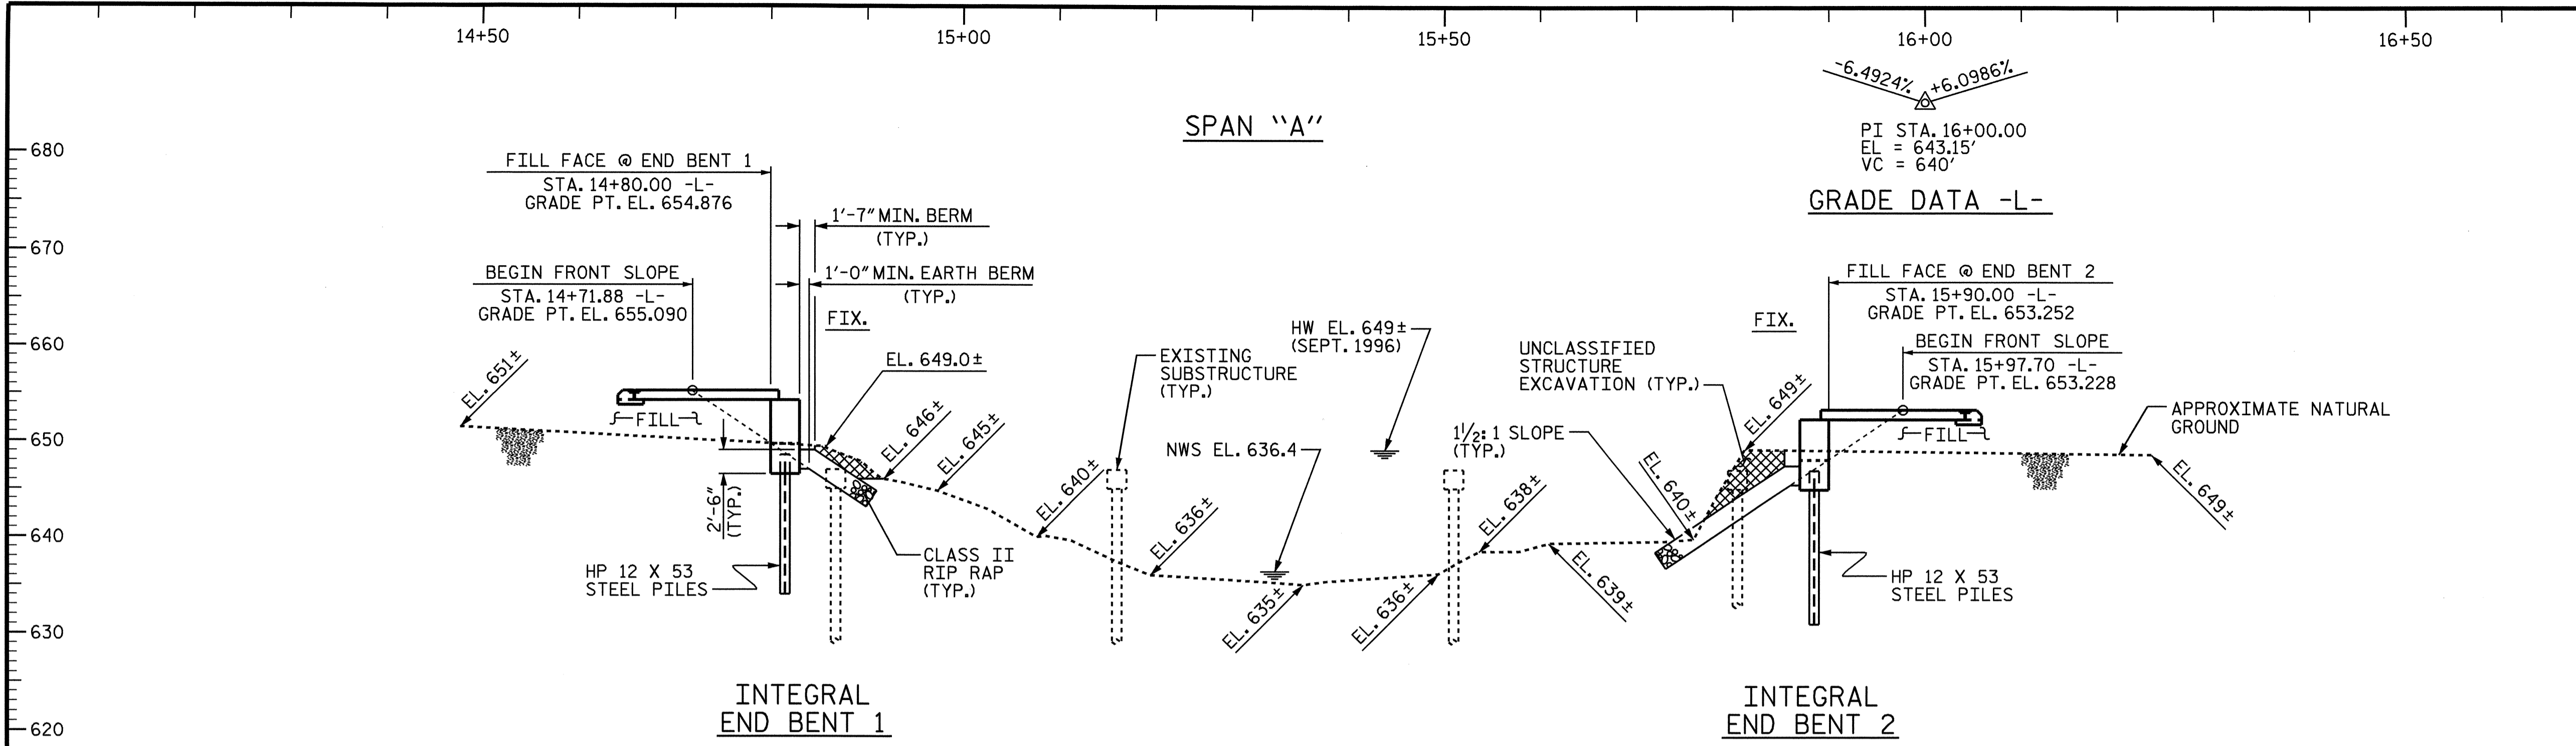 14+50
15+00
15+50
16+00
16+50
-6.4924%
+6.0986%
PI STA. 16+00.00
EL = 643.15'
VC = 640'
GRADE DATA -L-
SPAN "A"
680
670
660
650
640
630
620
FILL FACE @ END BENT 1
STA. 14+80.00 -L-
GRADE PT. EL. 654.876
1'-7" MIN. BERM
(TYP.)
BEGIN FRONT SLOPE
STA. 14+71.88 -L-
GRADE PT. EL. 655.090
1'-0" MIN. EARTH BERM
(TYP.)
FIX.
EL. 651±
FILL
EL. 649.0±
EL. 646±
EL. 645±
2'-6"
(TYP.)
HP 12 X 53
STEEL PILES
CLASS II
RIP RAP
(TYP.)
EXISTING
SUBSTRUCTURE
(TYP.)
EL. 640±
EL. 636±
HW EL. 649±
(SEPT. 1996)
NWS EL. 636.4
EL. 635±
EL. 636±
EL. 638±
EL. 639±
1½:1 SLOPE
(TYP.)
UNCLASSIFIED
STRUCTURE
EXCAVATION (TYP.)
EL. 640±
EL. 649±
FIX.
FILL FACE @ END BENT 2
STA. 15+90.00 -L-
GRADE PT. EL. 653.252
BEGIN FRONT SLOPE
STA. 15+97.70 -L-
GRADE PT. EL. 653.228
FILL
APPROXIMATE NATURAL
GROUND
EL. 649±
HP 12 X 53
STEEL PILES
INTEGRAL
END BENT 1
INTEGRAL
END BENT 2